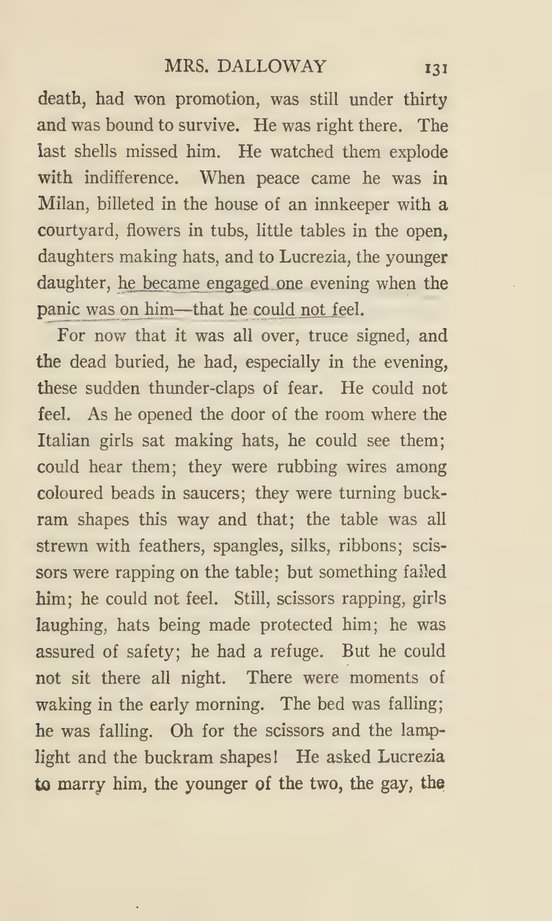 MRS. DALLOWAY 131
death, had won promotion, was still under thirty
and was bound to survive. He was right there. The
last shells missed him. He watched them explode
with indifference. When peace came he was in
Milan, billeted in the house of an innkeeper with a
courtyard, flowers in tubs, little tables in the open,
daughters making hats, and to Lucrezia, the younger
daughter, he became engaged one evening when the
panic was on him—that he could not feel.
For now that it was all over, truce signed, and
the dead buried, he had, especially in the evening,
these sudden thunder-claps of fear. He could not
feel. As he opened the door of the room where the
Italian girls sat making hats, he could see them;
could hear them; they were rubbing wires among
coloured beads in saucers; they were turning buck-
ram shapes this way and that; the table was all
strewn with feathers, spangles, silks, ribbons; scis-
sors were rapping on the table; but something failed
him; he could not feel. Still, scissors rapping, girls
laughing, hats being made protected him; he was
assured of safety; he had a refuge. But he could
not sit there all night. There were moments of
waking in the early morning. The bed was falling;
he was falling. Oh for the scissors and the lamp-
light and the buckram shapes! He asked Lucrezia
to marry him, the younger of the two, the gay, the